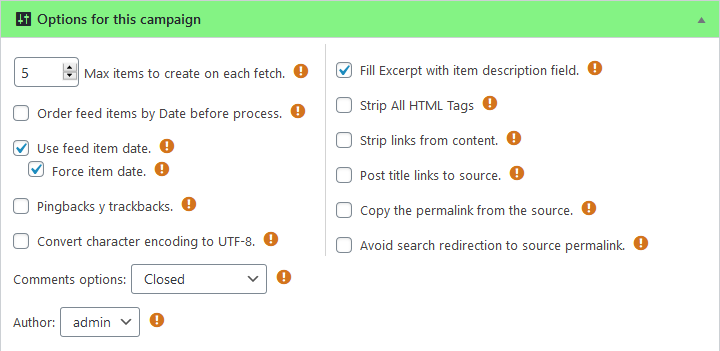 Options for this campaign
5 Max items to create on each fetch.
Order feed items by Date before process.
Use feed item date.
Force item date.
Pingbacks y trackbacks.
Convert character encoding to UTF-8.
Comments options: Closed
Author: admin
Fill Excerpt with item description field.
Strip All HTML Tags
Strip links from content.
Post title links to source.
Copy the permalink from the source.
Avoid search redirection to source permalink.